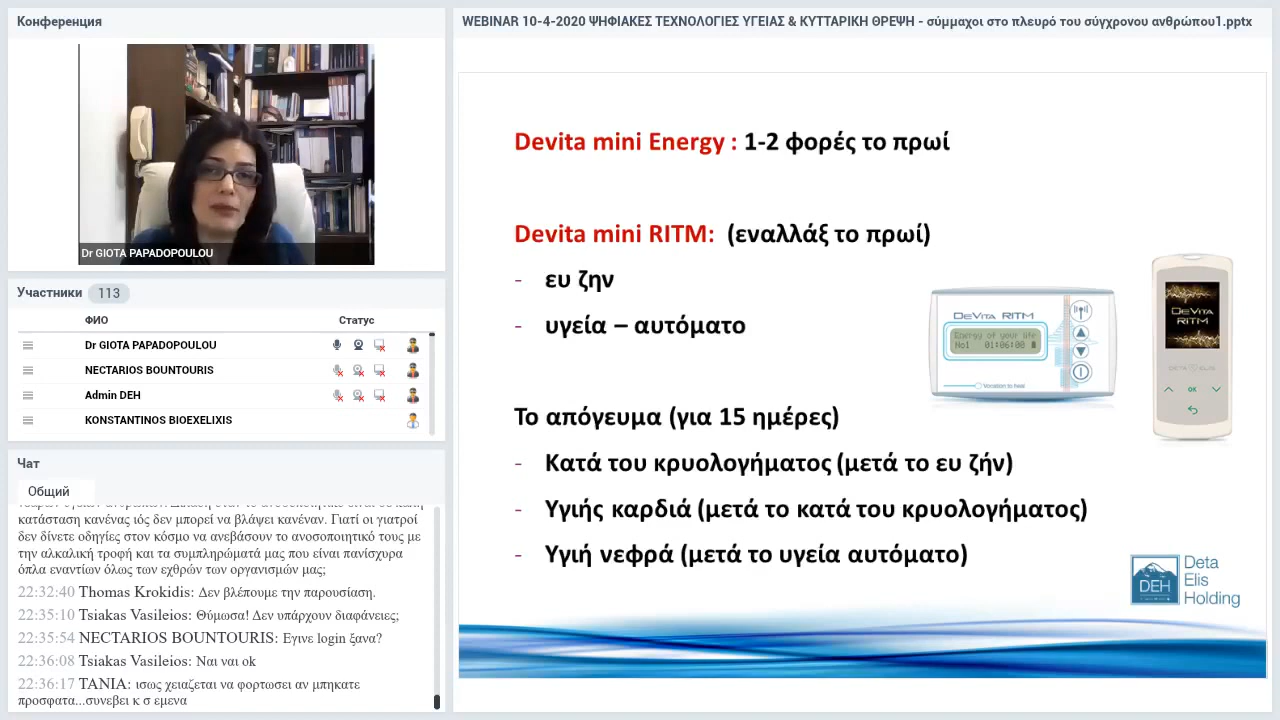 Конференция
Dr GIOTA PAPADOPOULOU
Участники 113
ФИО Статус
Dr GIOTA PAPADOPOULOU
NECTARIOS BOUNTOURIS
Admin DEH
KONSTANTINOS BIOEXELIXIS
Чат
Общий
κατάσταση κανένας ιός δεν μπορεί να βλάψει κανέναν. Γιατί οι γιατροί
δεν δίνετε οδηγίες στον κόσμο να ανεβάσουν το ανοσοποιητικό τους με
την αλκαλική τροφή και τα συμπληρώματά μας που είναι πανίσχυρα
όπλα εναντίων όλως των εχθρών των οργανισμών μας;
22:32:40 Thomas Krokidis: Δεν βλέπουμε την παρουσίαση.
22:35:10 Tsiakas Vasileios: Θύμωσα! Δεν υπάρχουν διαφάνειες;
22:35:54 NECTARIOS BOUNTOURIS: Εγινε login ξανα?
22:36:08 Tsiakas Vasileios: Ναι ναι ok
22:36:17 TANIA: ισως χειαζεται να φορτωσει αν μπηκατε
προσφατα...συνεβει κ σ εμενα
WEBINAR 10-4-2020 ΨΗΦΙΑΚΕΣ ΤΕΧΝΟΛΟΓΙΕΣ ΥΓΕΙΑΣ & ΚΥΤΤΑΡΙΚΗ ΘΡΕΨΗ - σύμμαχοι στο πλευρό του σύγχρονου ανθρώπου1.pptx
Devita mini Energy : 1-2 φορές το πρωί
Devita mini RITM: (εναλλάξ το πρωί)
- ευ ζην
- υγεία – αυτόματο
Το απόγευμα (για 15 ημέρες)
- Κατά του κρυολογήματος (μετά το ευ ζήν)
- Υγιής καρδιά (μετά το κατά του κρυολογήματος)
- Υγιή νεφρά (μετά το υγεία αυτόματο)
DEVITA RITM
Energy of your life
No1 01:06:00
DEVITA
RITM
DETA ELIS
OK
DEH
Deta
Elis
Holding